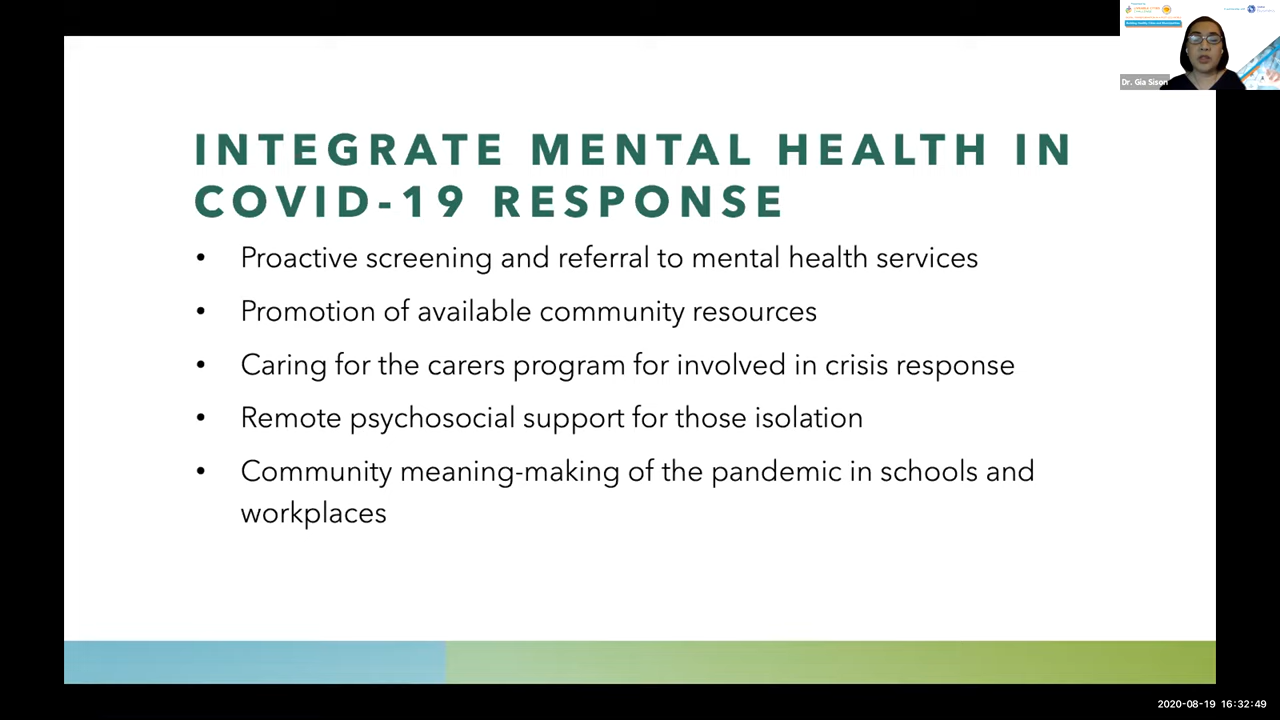 INTEGRATE MENTAL HEALTH IN
COVID-19 RESPONSE
• Proactive screening and referral to mental health services
• Promotion of available community resources
• Caring for the carers program for involved in crisis response
• Remote psychosocial support for those isolation
• Community meaning-making of the pandemic in schools and
workplaces
Dr. Gia Sison
2020-08-19 16:32:49